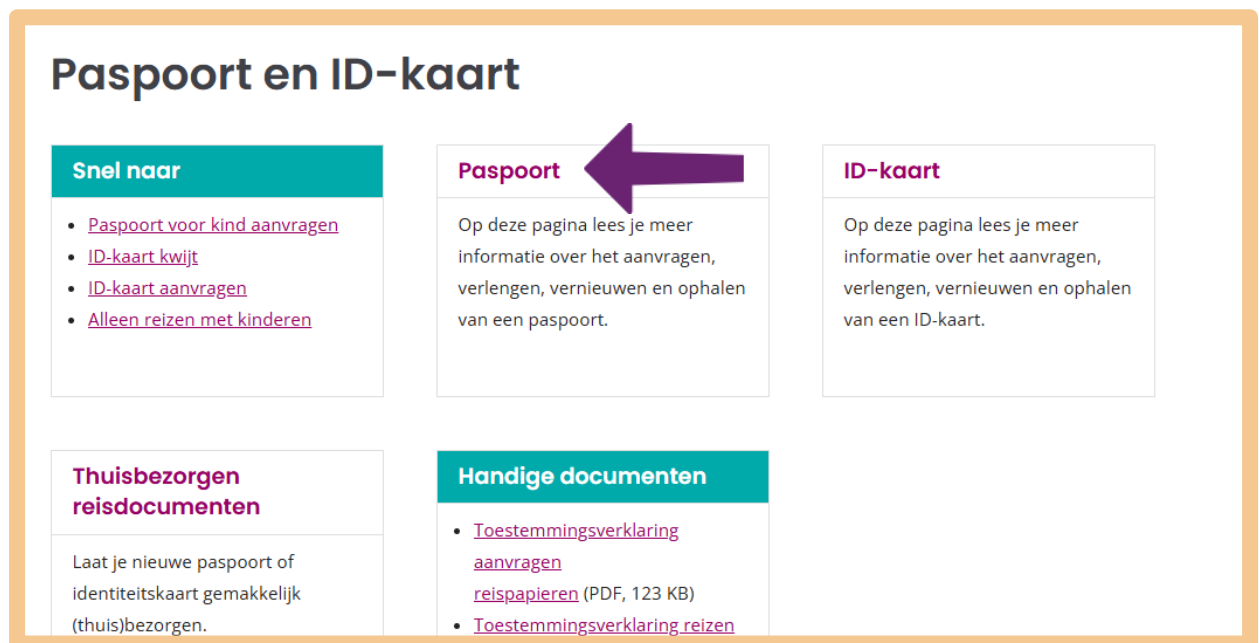 Paspoort en ID-kaart
Snel naar
Paspoort voor kind aanvragen
ID-kaart kwijt
ID-kaart aanvragen
Alleen reizen met kinderen
Paspoort
Op deze pagina lees je meer
informatie over het aanvragen,
verlengen, vernieuwen en ophalen
van een paspoort.
ID-kaart
Op deze pagina lees je meer
informatie over het aanvragen,
verlengen, vernieuwen en ophalen
van een ID-kaart.
Thuisbezorgen
reisdocumenten
Laat je nieuwe paspoort of
identiteitskaart gemakkelijk
(thuis)bezorgen.
Handige documenten
Toestemmingsverklaring
aanvragen
reispapieren (PDF, 123 KB)
Toestemmingsverklaring reizen